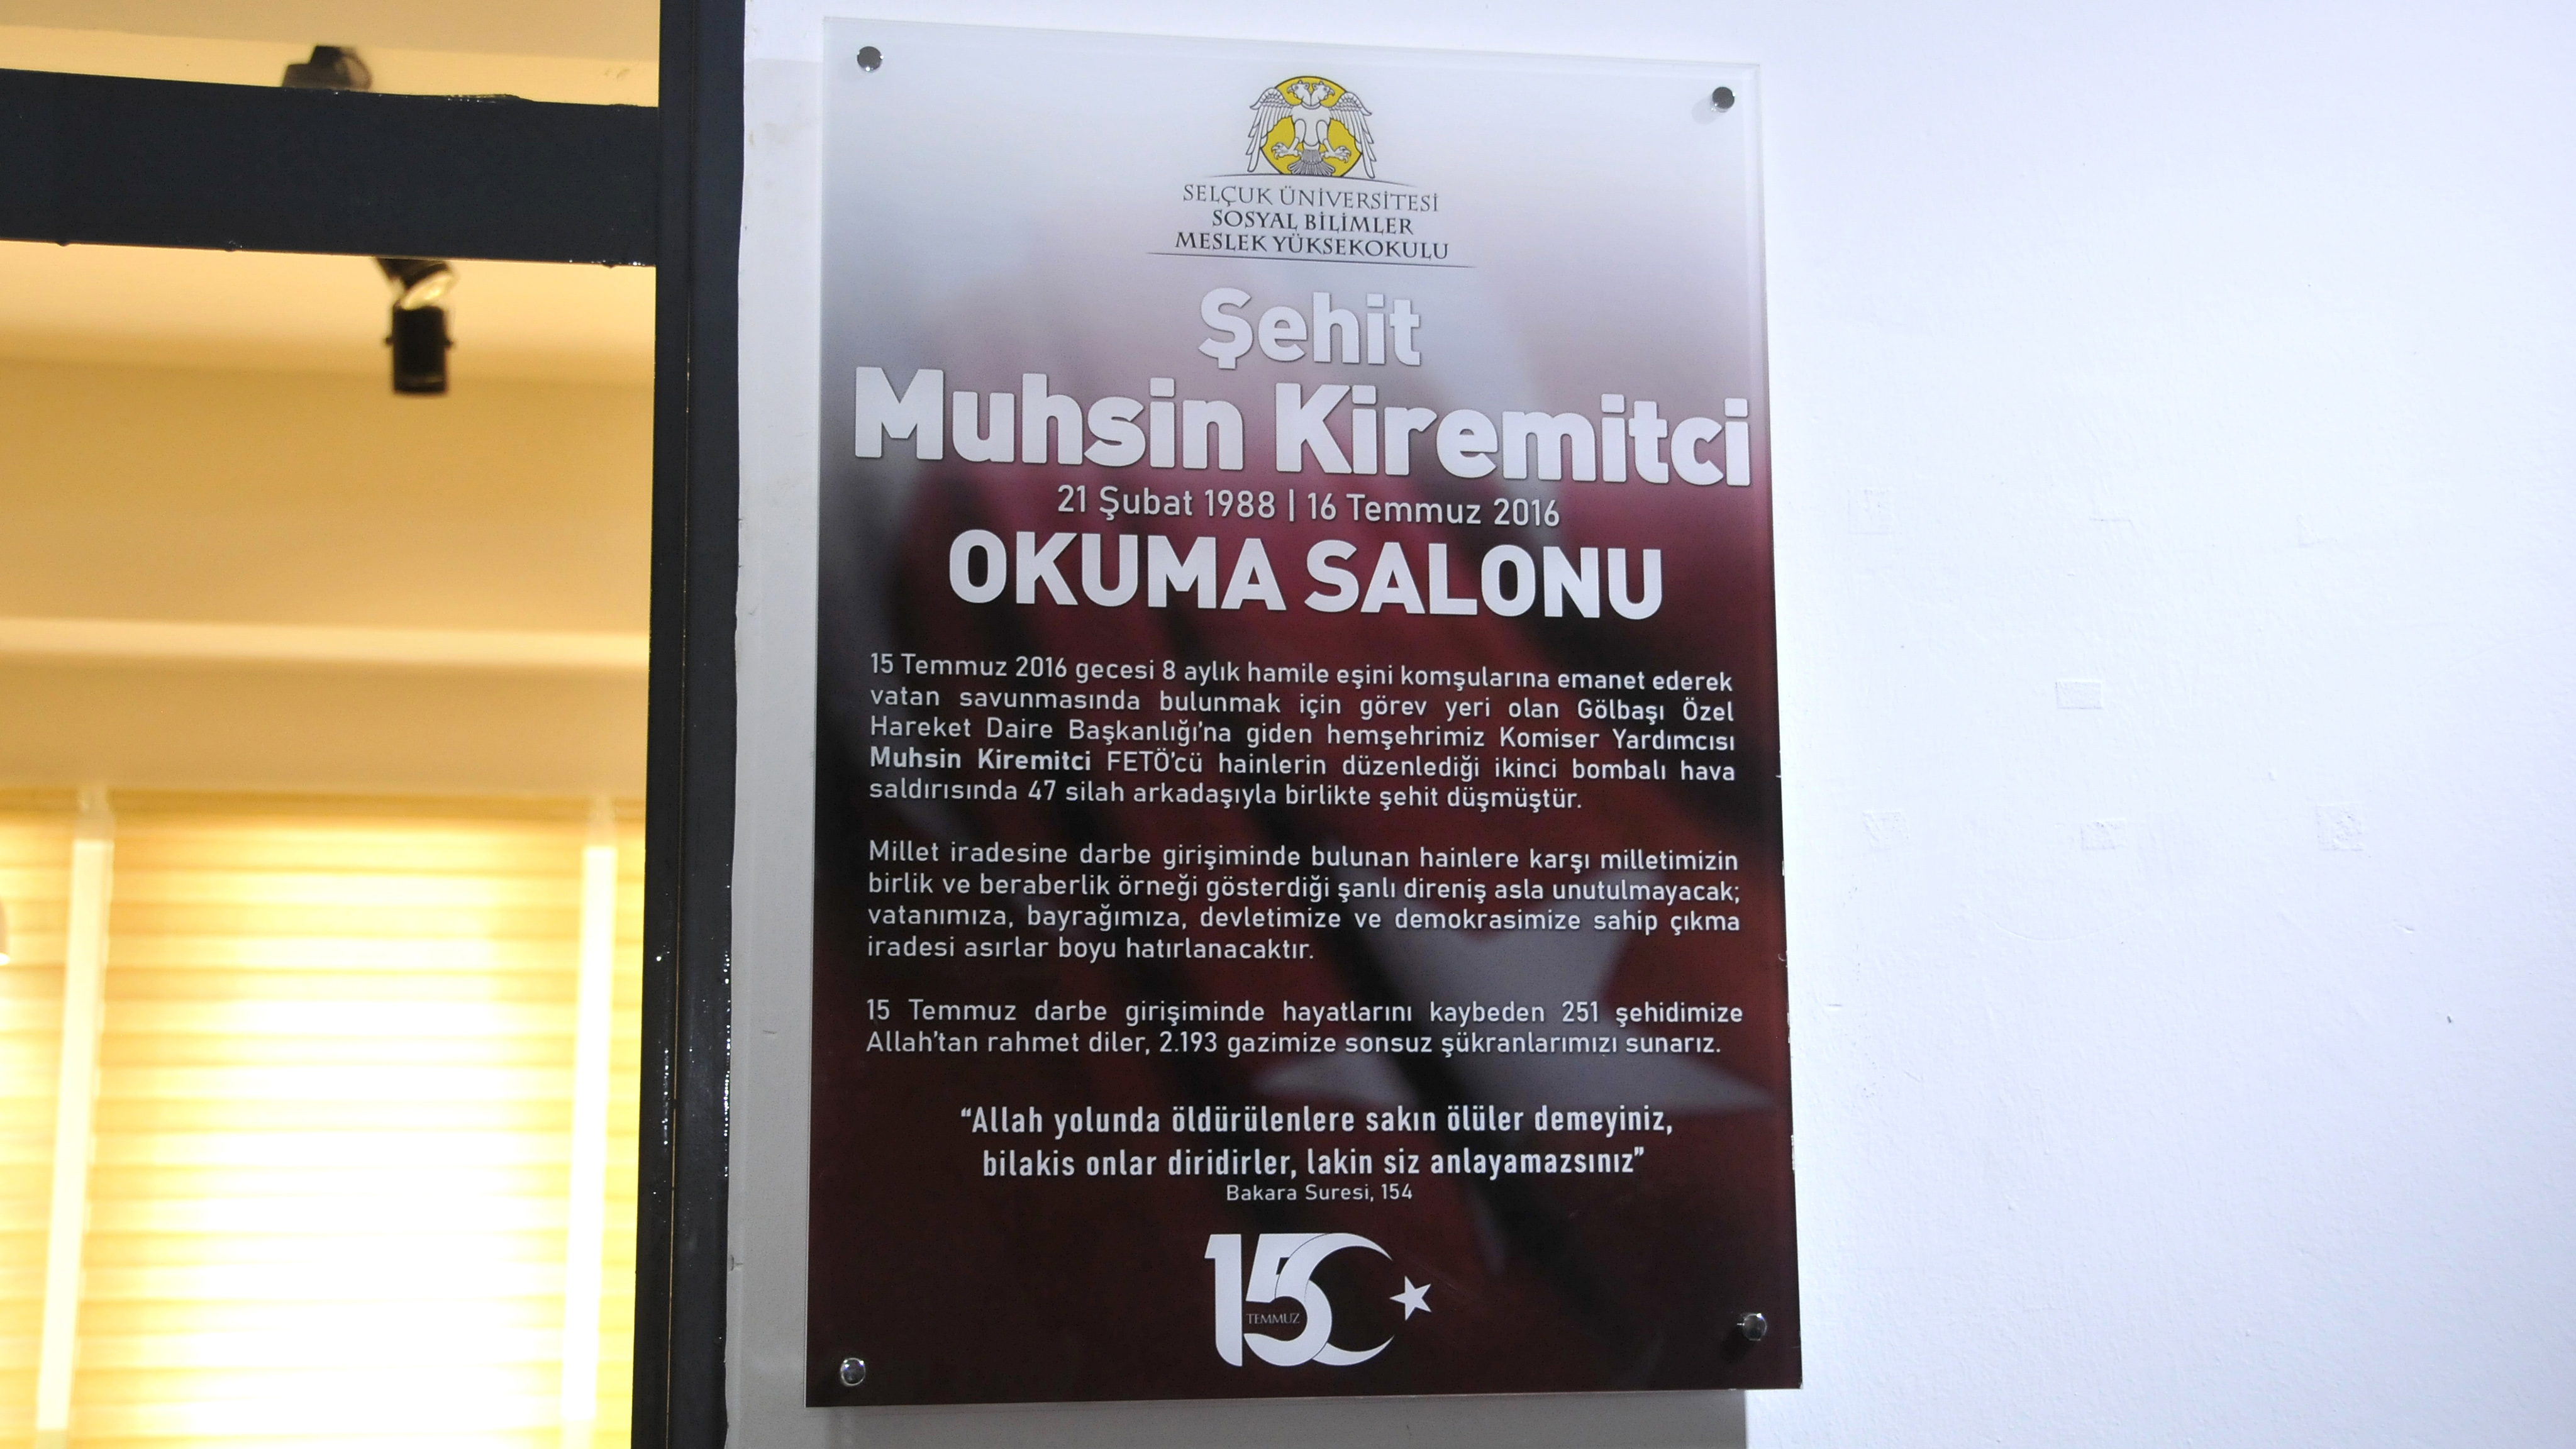 SELÇUK ÜNİVERSİTESİ
SOSYAL BİLİMLER
MESLEK YÜKSEKOKULU
Şehit
Muhsin Kiremitci
21 Şubat 1988 | 16 Temmuz 2016
OKUMA SALONU
15 Temmuz 2016 gecesi 8 aylık hamile eşini komşularına emanet ederek
vatan savunmasında bulunmak için görev yeri olan Gölbaşı Özel
Hareket Daire Başkanlığı'na giden hemşehrimiz Komiser Yardımcısı
Muhsin Kiremitci FETÖ'cü hainlerin düzenlediği ikinci bombalı hava
saldırısında 47 silah arkadaşıyla birlikte şehit düşmüştür.
Millet iradesine darbe girişiminde bulunan hainlere karşı milletimizin
birlik ve beraberlik örneği gösterdiği şanlı direniş asla unutulmayacak;
vatanımıza, bayrağımıza, devletimize ve demokrasimize sahip çıkma
iradesi asırlar boyu hatırlanacaktır.
15 Temmuz darbe girişiminde hayatlarını kaybeden 251 şehidimize
Allah'tan rahmet diler, 2.193 gazimize sonsuz şükranlarımızı sunarız.
“Allah yolunda öldürülenlere sakın ölüler demeyiniz,
bilakis onlar diridirler, lakin siz anlayamazsınız”
Bakara Suresi, 154
15
TEMMUZ